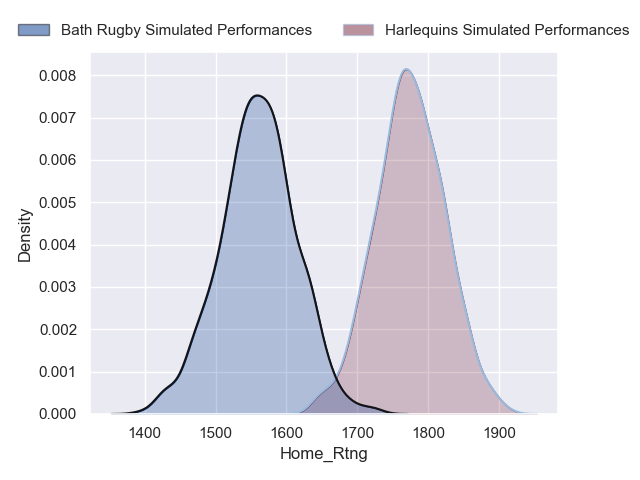 Bath Rugby Simulated Performances Harlequins Simulated Performances
0.008
0.007
0.006
0.005
0.004
0.003
0.002
0.001
0.000
Density
1400 1500 1600 1700 1800 1900
Home_Rtng